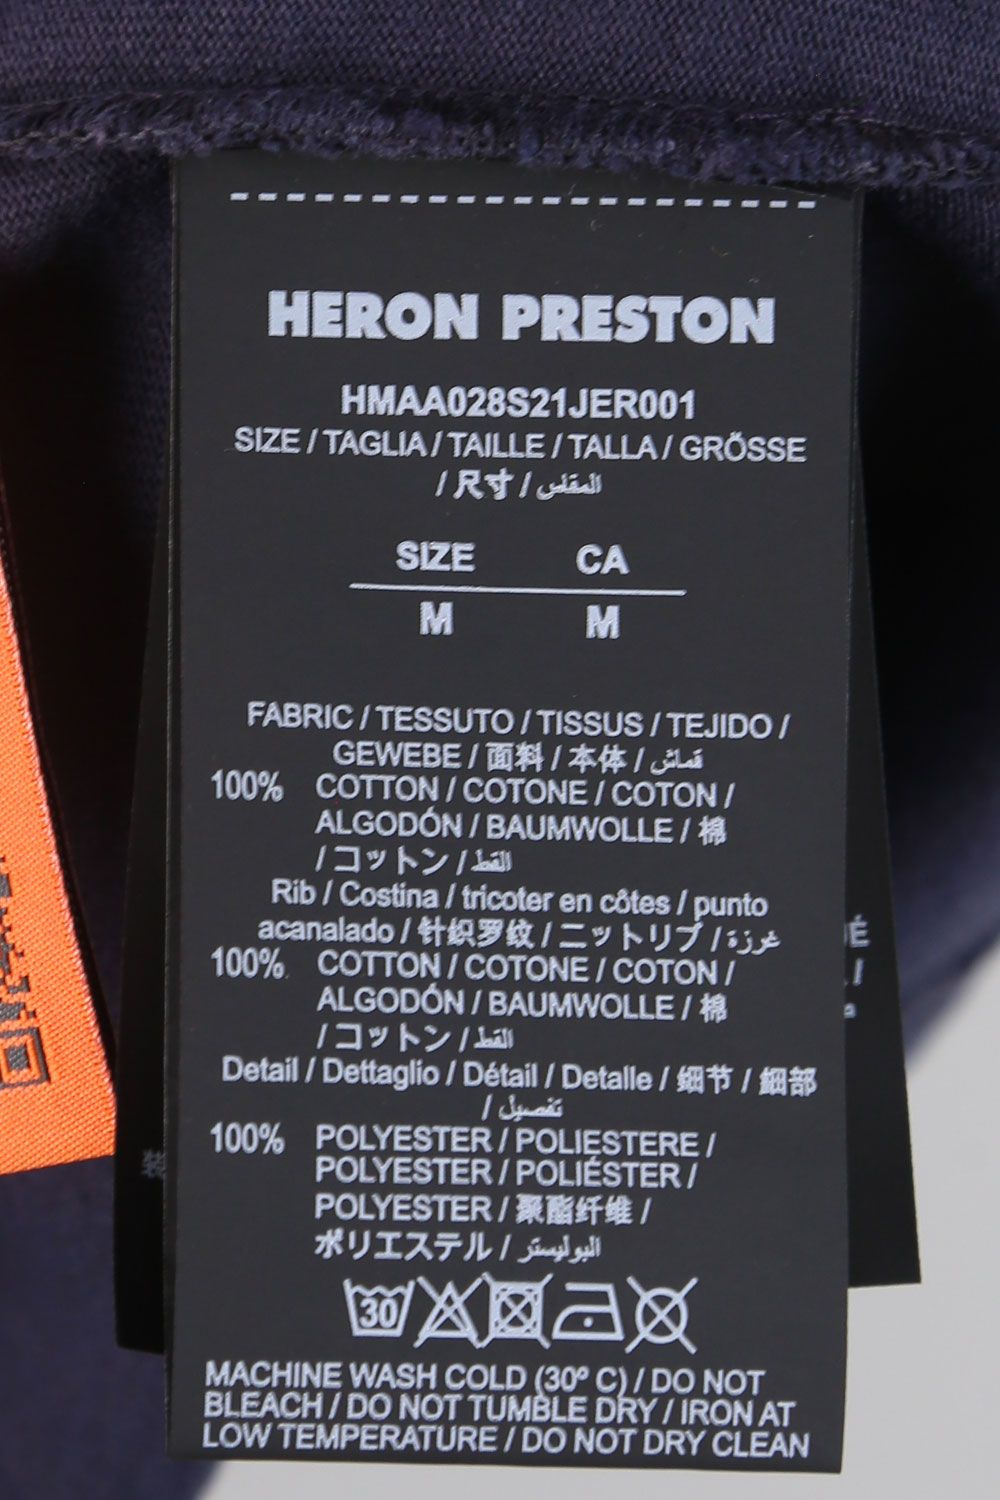 HERON PRESTON
HMAA028S21JER001
SIZE / TAGLIA / TAILLE / TALLA / GRÖSSE
/ 尺寸 / المقاس
SIZE CA
M M
FABRIC / TESSUTO / TISSUS / TEJIDO /
GEWEBE / 面料 / 本体 / قماش
100% COTTON / COTONE / COTON /
ALGODÓN / BAUMWOLLE / 棉
/ コットン / القط
Rib / Costina / tricoter en côtes / punto
acanalado / 针织罗纹 / ニットリブ / غرزة
100% COTTON / COTONE / COTON /
ALGODÓN / BAUMWOLLE / 棉
/ コットン / القط
Detail / Dettaglio / Détail / Detalle / 细节 / 細部
/ تفصيل
100% POLYESTER / POLIESTERE /
POLYESTER / POLIÉSTER /
POLYESTER / 聚酯纤维 /
ポリエステル / البوليستر
30
MACHINE WASH COLD (30º C) / DO NOT
BLEACH / DO NOT TUMBLE DRY / IRON AT
LOW TEMPERATURE / DO NOT DRY CLEAN